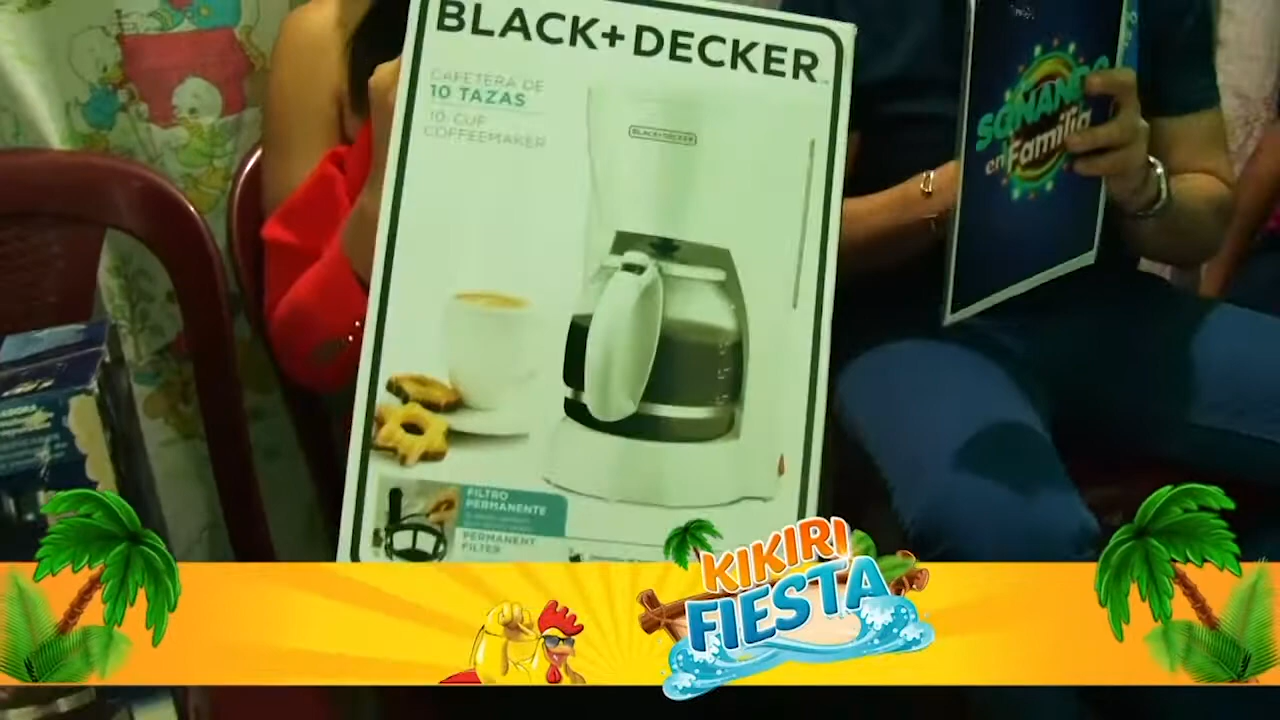 BLACK+DECKER
CAFETERA DE
10 TAZAS
10-CUP
COFFEEMAKER
BLACK+DECKER
SONANDO
en Familia
FILTRO
PERMANENTE
PERMANENT
FILTER
KIKIRI
FIESTA